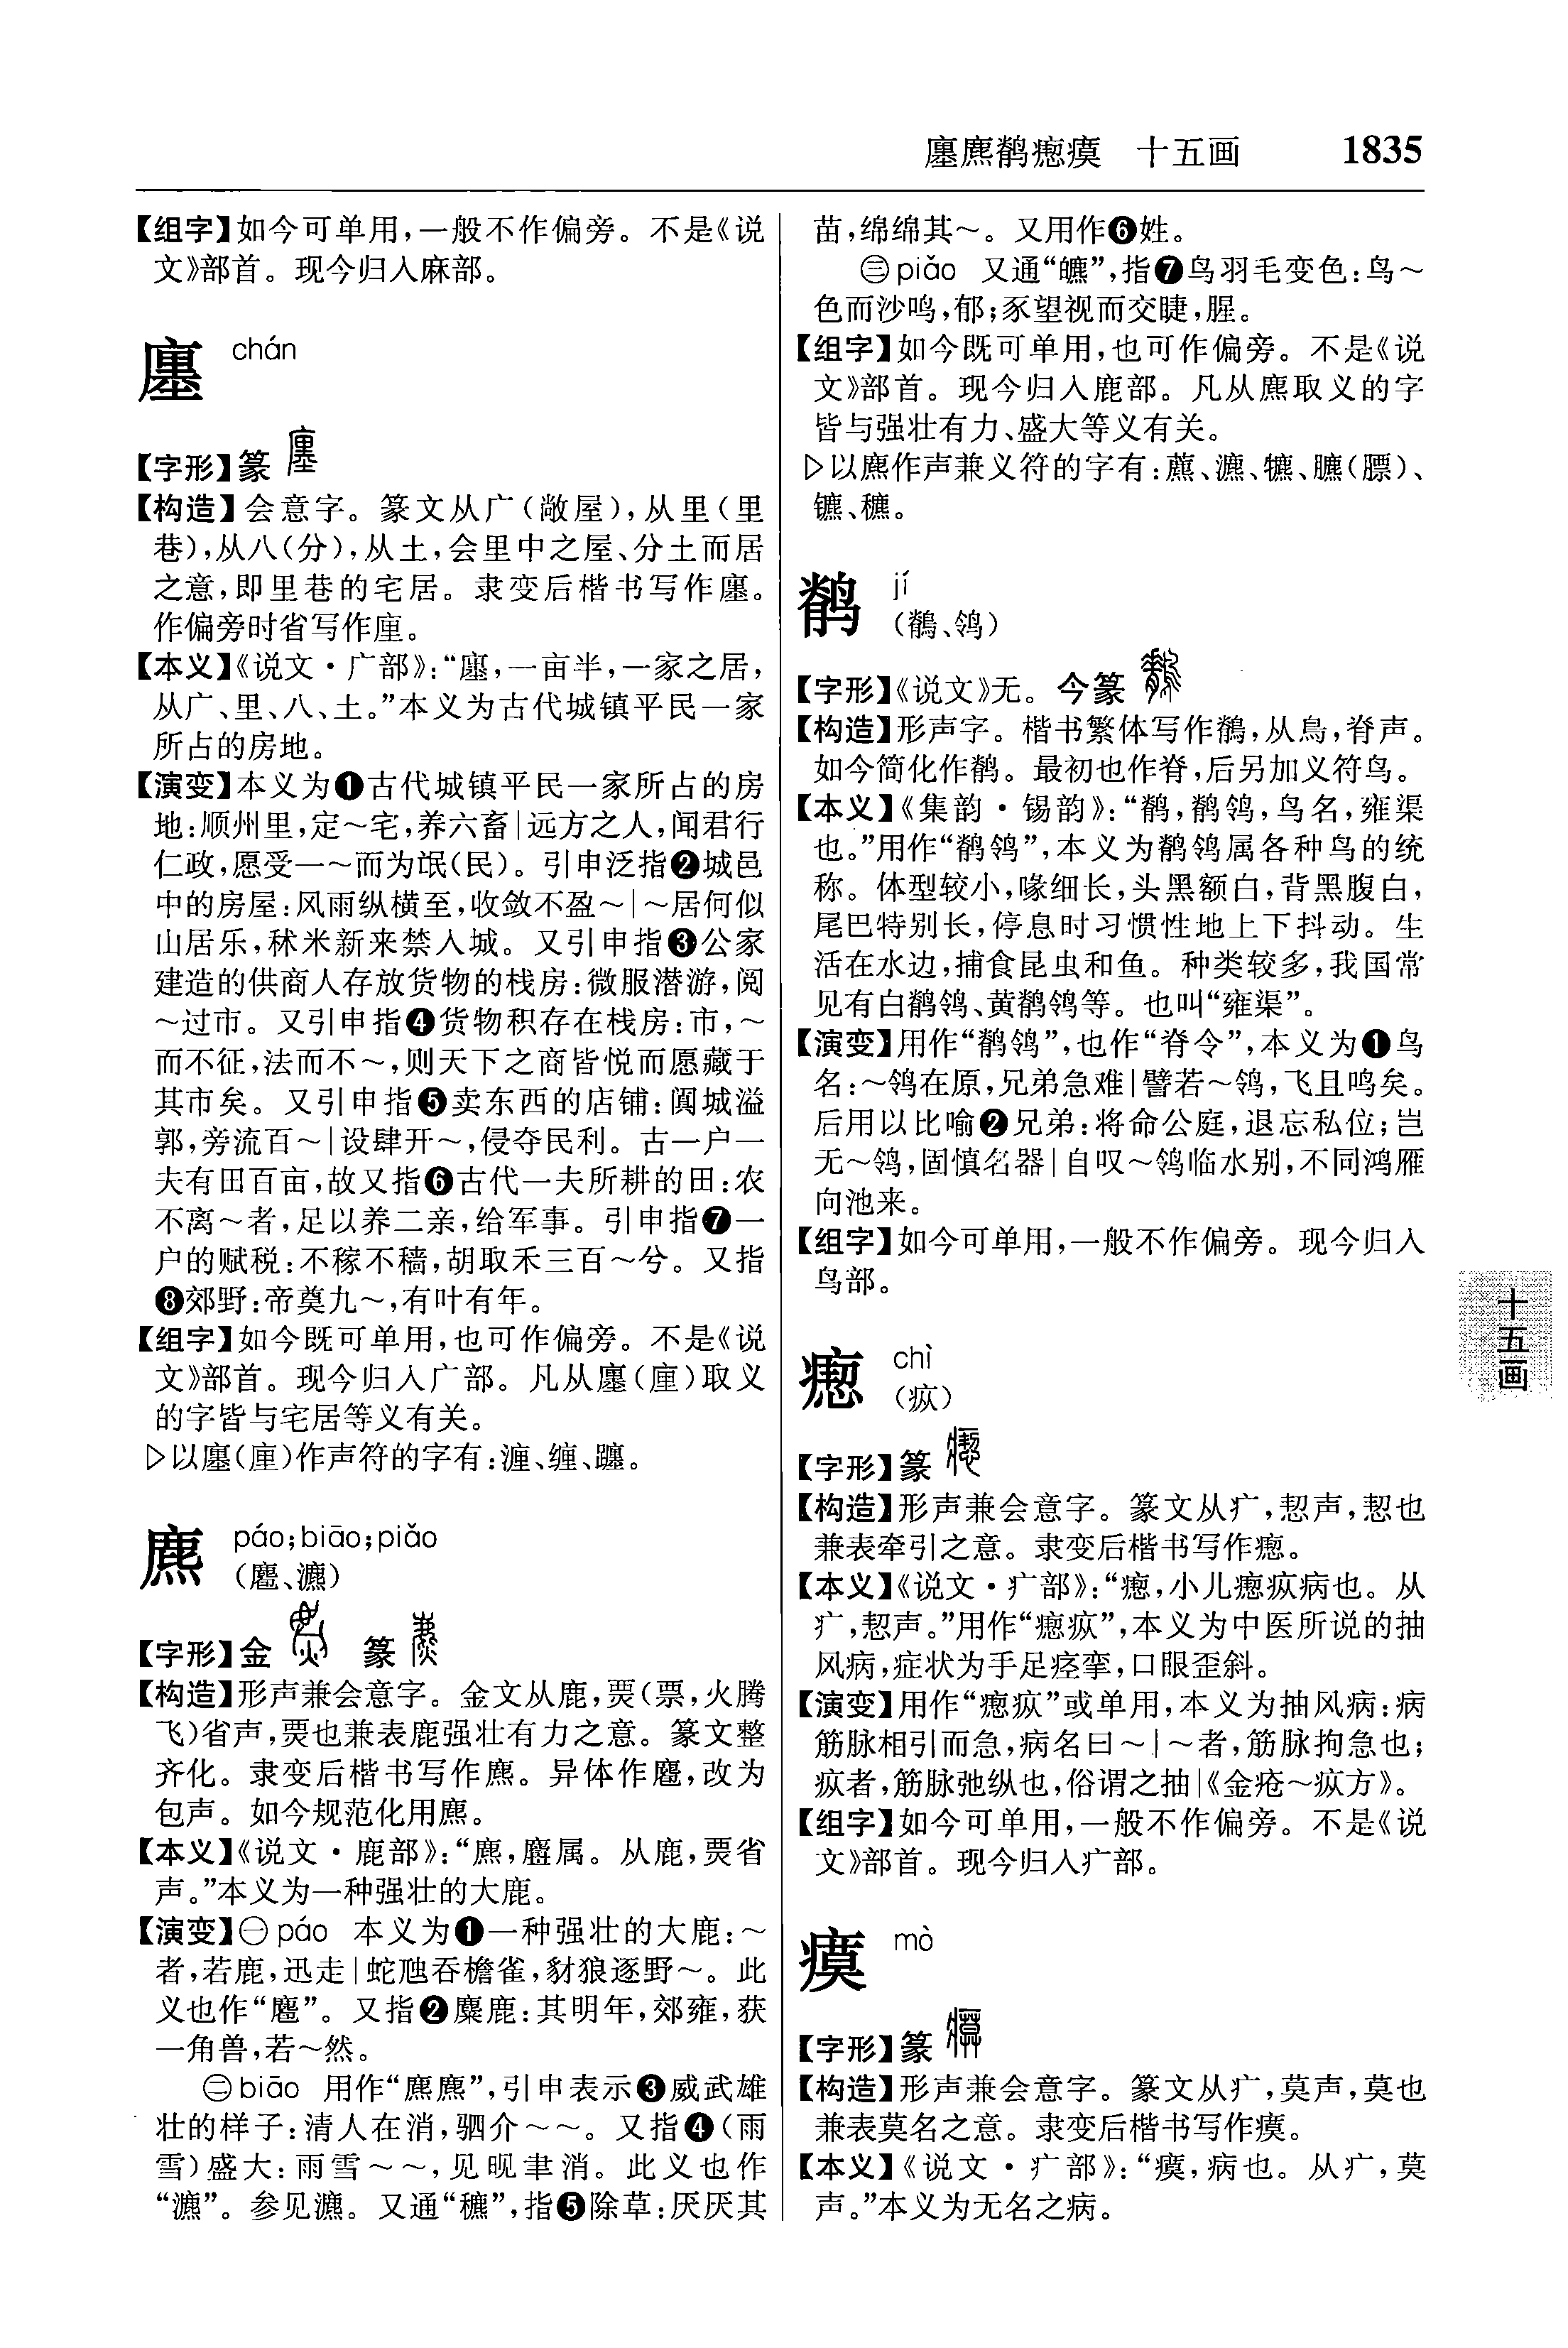 廛麃鹡瘛瘼 十五画 1835
【组字】如今可单用,一般不作偏旁。不是《说
文》部首。现今归入麻部。
廛 chán
【字形】篆
【构造】会意字。篆文从广(敞屋),从里(里
巷),从八(分),从土,会里中之屋、分土而居
之意,即里巷的宅居。隶变后楷书写作廛。
作偏旁时省写作厘。
【本义】《说文·广部》:“廛,一亩半,一家之居,
从广、里、八、土。”本义为古代城镇平民一家
所占的房地。
【演变】本义为❶古代城镇平民一家所占的房
地:顺州里,定～宅,养六畜|远方之人,闻君行
仁政,愿受一～而为氓(民)。引申泛指❷城邑
中的房屋:风雨纵横至,收敛不盈～|～居何似
山居乐,秫米新来禁入城。又引申指❸公家
建造的供商人存放货物的栈房:微服潜游,阅
～过市。又引申指❹货物积存在栈房:市,～
而不征,法而不～,则天下之商皆悦而愿藏于
其市矣。又引申指❺卖东西的店铺:阗城溢
郭,旁流百～|设肆开～,侵夺民利。古一户一
夫有田百亩,故又指❻古代一夫所耕的田:农
不离～者,足以养二亲,给军事。引申指❼一
户的赋税:不稼不穑,胡取禾三百～兮。又指
❽郊野:帝奠九～,有叶有年。
【组字】如今既可单用,也可作偏旁。不是《说
文》部首。现今归入广部。凡从廛(厘)取义
的字皆与宅居等义有关。
▷以廛(厘)作声符的字有:瀍、缠、躔。
麃 páo;biāo;piǎo
(麅、瀌)
【字形】金 篆
【构造】形声兼会意字。金文从鹿,䙳(票,火腾
飞)省声,䙳也兼表鹿强壮有力之意。篆文整
齐化。隶变后楷书写作麃。异体作麅,改为
包声。如今规范化用麃。
【本义】《说文·鹿部》:“麃,麠属。从鹿,䙳省
声。”本义为一种强壮的大鹿。
【演变】㊀páo 本义为❶一种强壮的大鹿:～
者,若鹿,迅走|蛇虺吞檐雀,豺狼逐野～。此
义也作“麅”。又指❷麋鹿:其明年,郊雍,获
一角兽,若～然。
㊁biāo 用作“麃麃”,引申表示❸威武雄
壮的样子:清人在消,驷介～～。又指❹(雨
雪)盛大:雨雪～～,见晛聿消。此义也作
“瀌”。参见瀌。又通“穮”,指❺除草:厌厌其
苗,绵绵其～。又用作❻姓。
㊂piǎo 又通“皫”,指❼鸟羽毛变色:鸟～
色而沙鸣,郁;豕望视而交睫,腥。
【组字】如今既可单用,也可作偏旁。不是《说
文》部首。现今归入鹿部。凡从麃取义的字
皆与强壮有力、盛大等义有关。
▷以麃作声兼义符的字有:藨、瀌、犥、臕(膘)、
镳、穮。
鹡 jí
(鶺、鸰)
【字形】《说文》无。今篆
【构造】形声字。楷书繁体写作鶺,从鳥,脊声。
如今简化作鹡。最初也作脊,后另加义符鸟。
【本义】《集韵·锡韵》:“鹡,鹡鸰,鸟名,雍渠
也。”用作“鹡鸰”,本义为鹡鸰属各种鸟的统
称。体型较小,喙细长,头黑额白,背黑腹白,
尾巴特别长,停息时习惯性地上下抖动。生
活在水边,捕食昆虫和鱼。种类较多,我国常
见有白鹡鸰、黄鹡鸰等。也叫“雍渠”。
【演变】用作“鹡鸰”,也作“脊令”,本义为❶鸟
名:～鸰在原,兄弟急难|譬若～鸰,飞且鸣矣。
后用以比喻❷兄弟:将命公庭,退忘私位;岂
无～鸰,固慎名器|自叹～鸰临水别,不同鸿雁
向池来。
【组字】如今可单用,一般不作偏旁。现今归入
鸟部。
瘛 chì
(疭)
【字形】篆
【构造】形声兼会意字。篆文从疒,恝声,恝也
兼表牵引之意。隶变后楷书写作瘛。
【本义】《说文·疒部》:“瘛,小儿瘛疭病也。从
疒,恝声。”用作“瘛疭”,本义为中医所说的抽
风病,症状为手足痉挛,口眼歪斜。
【演变】用作“瘛疭”或单用,本义为抽风病:病
筋脉相引而急,病名曰～|～者,筋脉拘急也;
疭者,筋脉弛纵也,俗谓之抽|《金疮～疭方》。
【组字】如今可单用,一般不作偏旁。不是《说
文》部首。现今归入疒部。
瘼 mò
【字形】篆
【构造】形声兼会意字。篆文从疒,莫声,莫也
兼表莫名之意。隶变后楷书写作瘼。
【本义】《说文·疒部》:“瘼,病也。从疒,莫
声。”本义为无名之病。
十五画